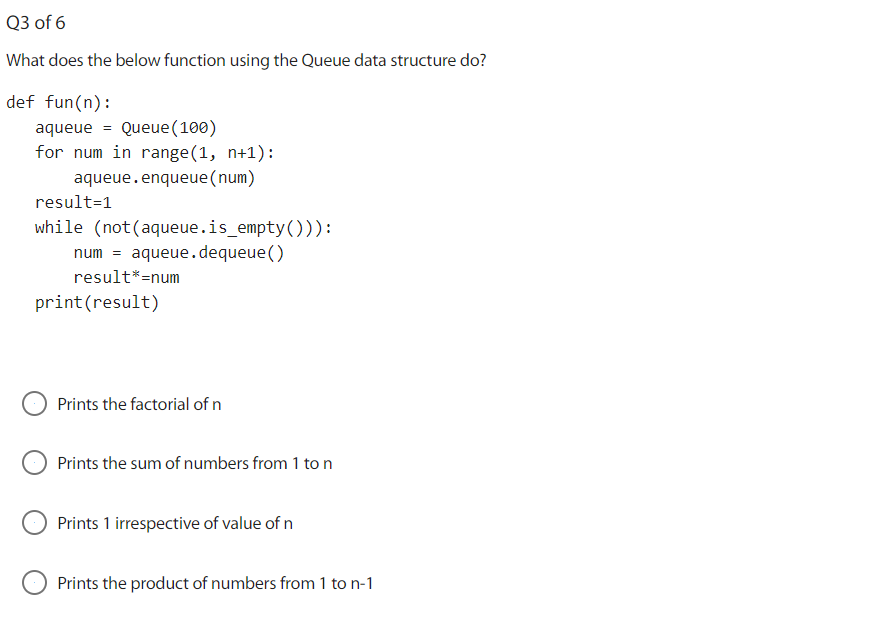 Q3 of 6
What does the below function using the Queue data structure do?
def fun(n):
    aqueue = Queue(100)
    for num in range(1, n+1):
        aqueue.enqueue(num)
    result=1
    while (not(aqueue.is_empty())):
        num = aqueue.dequeue()
        result*=num
    print(result)
Prints the factorial of n
Prints the sum of numbers from 1 to n
Prints 1 irrespective of value of n
Prints the product of numbers from 1 to n-1